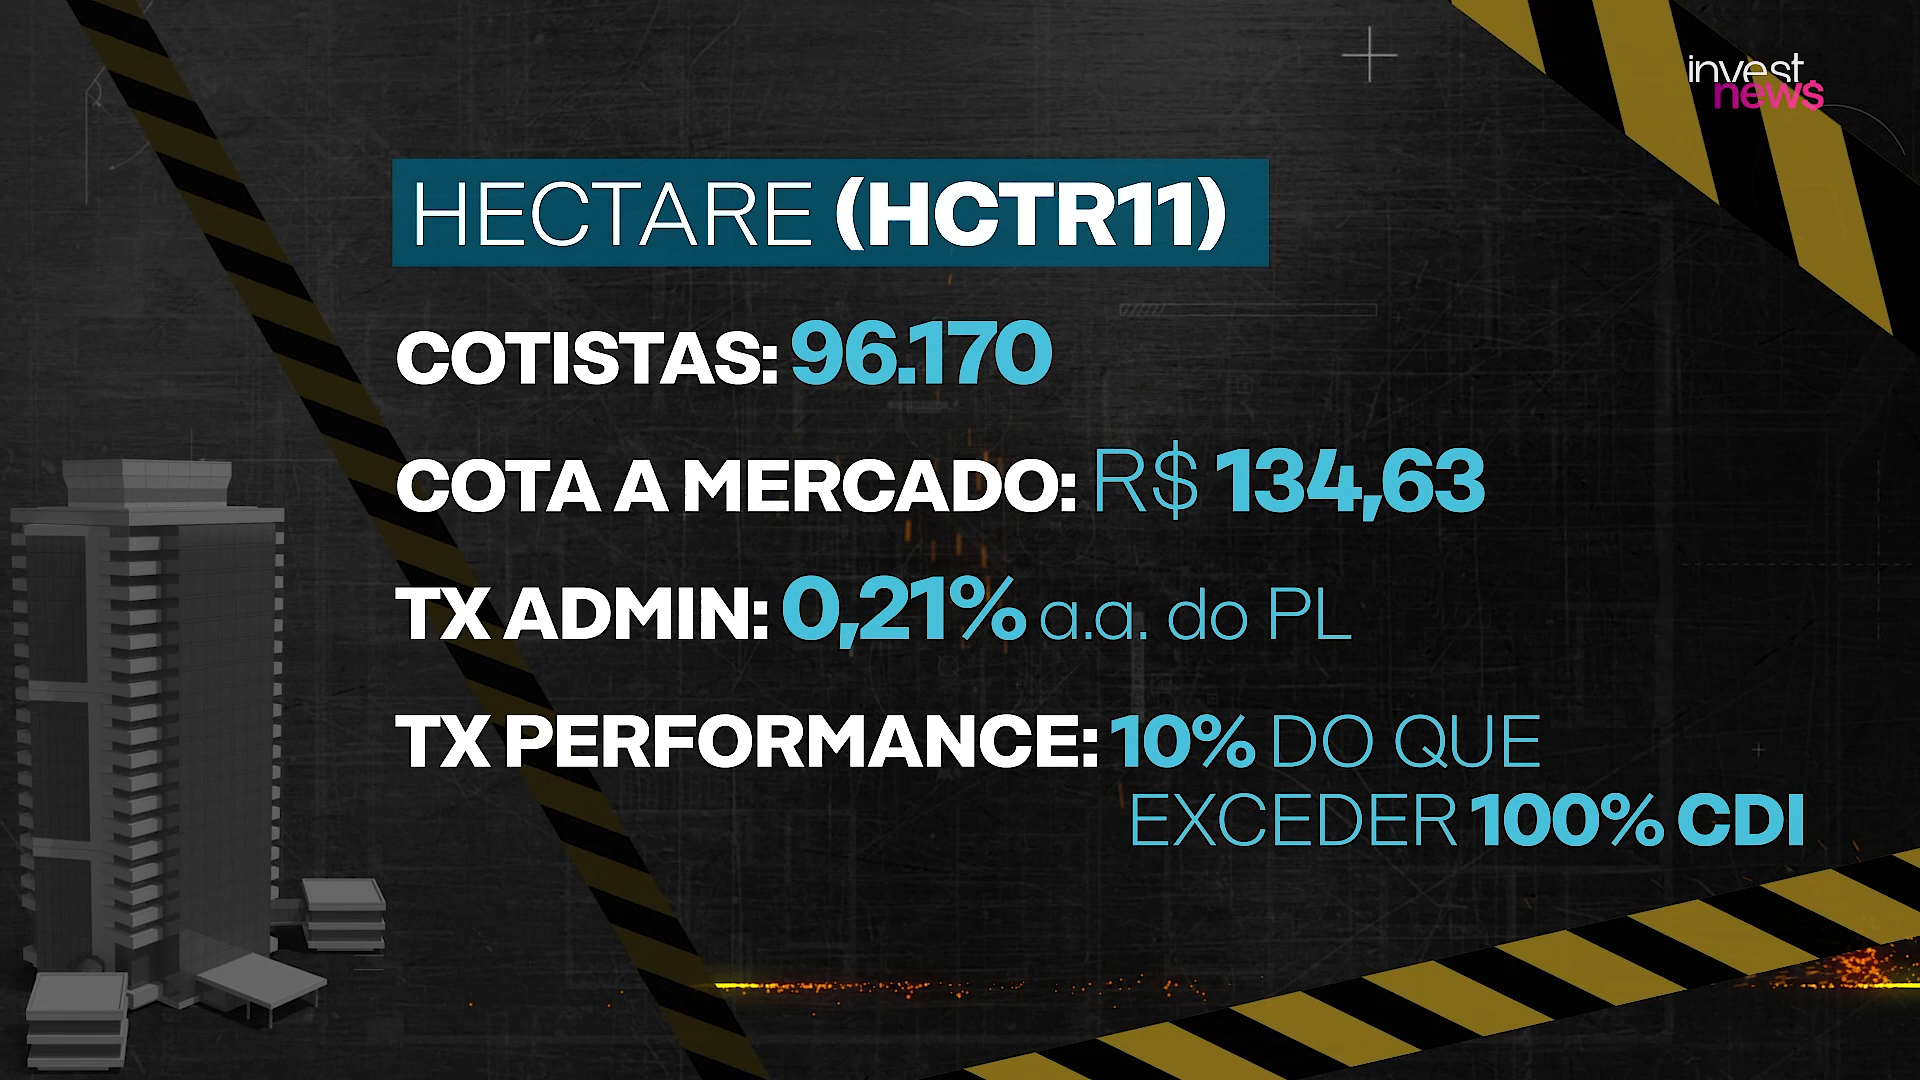 invest
news
HECTARE (HCTR11)
COTISTAS: 96.170
COTA A MERCADO: R$ 134,63
TX ADMIN: 0,21% a.a. do PL
TX PERFORMANCE: 10% DO QUE
EXCEDER 100% CDI